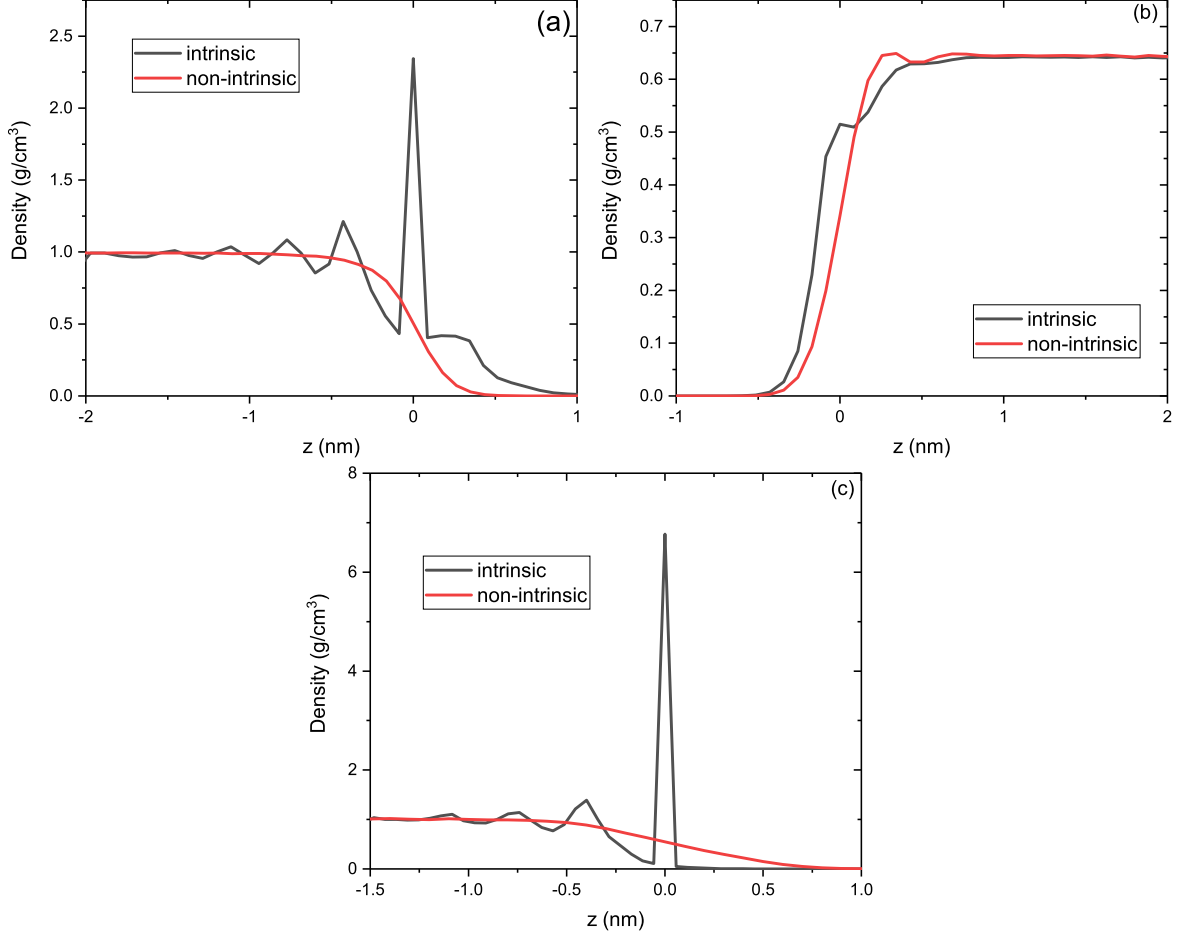 (a)
intrinsic
non-intrinsic
Density (g/cm³)
2.5
2.0
1.5
1.0
0.5
0.0
-2 -1 0 1
z (nm)
(b)
intrinsic
non-intrinsic
Density (g/cm³)
0.7
0.6
0.5
0.4
0.3
0.2
0.1
0.0
-1 0 1 2
z (nm)
(c)
intrinsic
non-intrinsic
Density (g/cm³)
8
6
4
2
0
-1.5 -1.0 -0.5 0.0 0.5 1.0
z (nm)